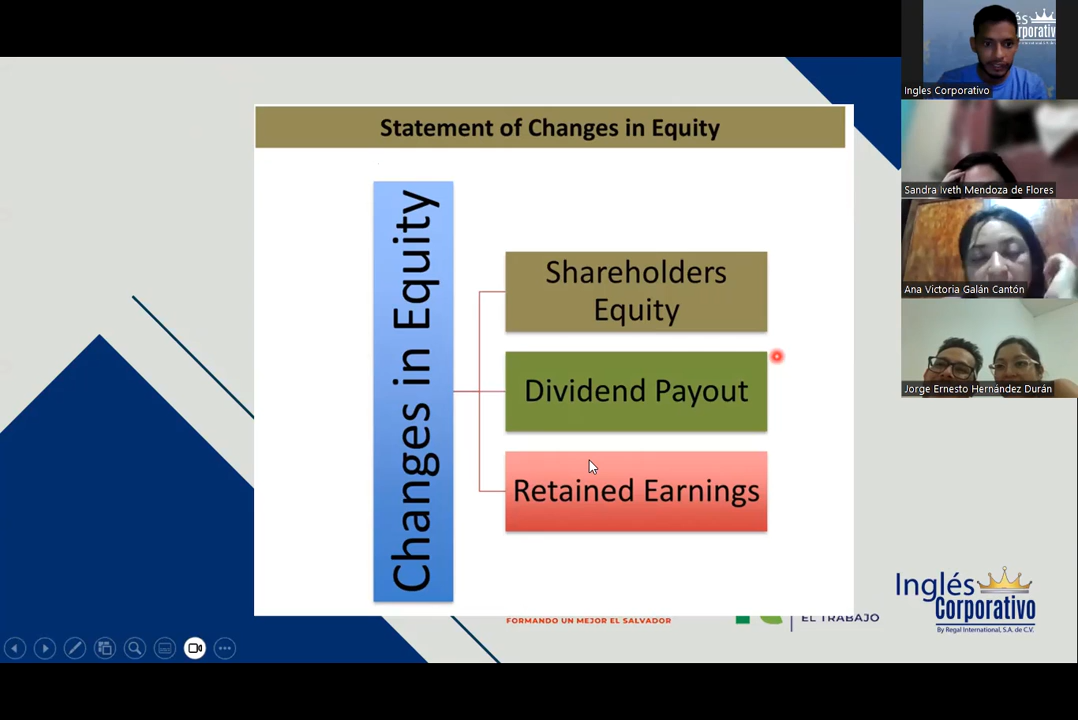 Statement of Changes in Equity
Changes in Equity
Shareholders
Equity
Dividend Payout
Retained Earnings
FORMANDO UN MEJOR EL SALVADOR
EL TRABAJO
Inglés
Corporativo
By Regal International, S.A. de C.V.
Ingles Corporativo
Sandra Iveth Mendoza de Flores
Ana Victoria Galán Cantón
Jorge Ernesto Hernández Durán